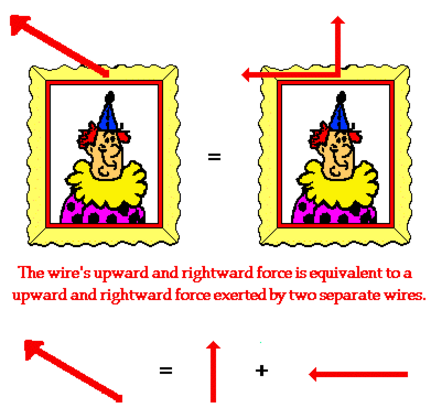 =
The wire's upward and rightward force is equivalent to a
upward and rightward force exerted by two separate wires.
= +